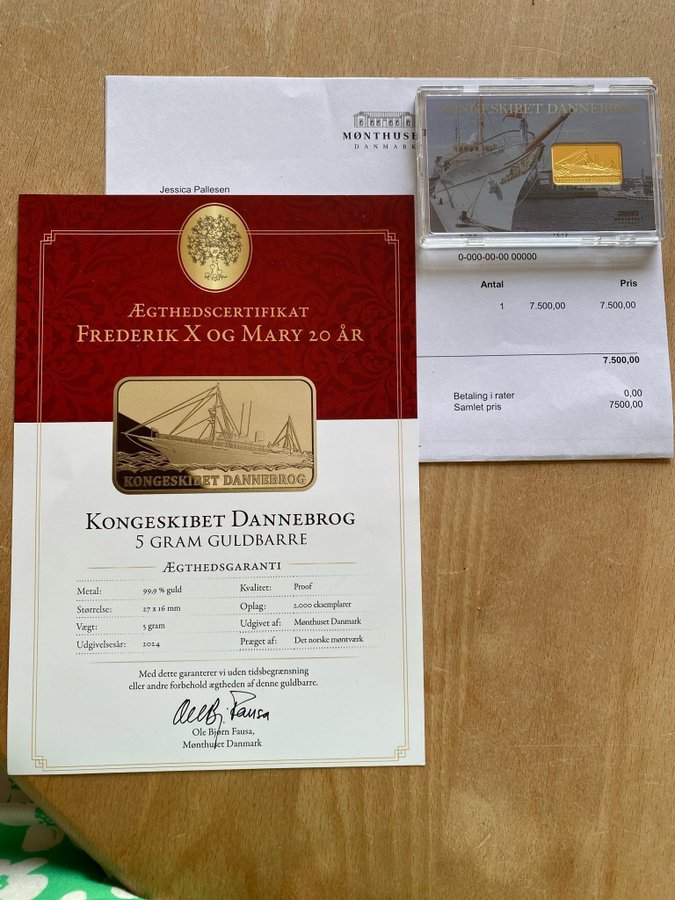 MØNTHUSET
DANMARK
KONGESKIBET DANNEBROG
Jessica Pallesen
0-000-00-00 00000
Antal Pris
1 7.500,00 7.500,00
7.500,00
Betaling i rater 0,00
Samlet pris 7500,00
ÆGTHEDSCERTIFIKAT
FREDERIK X OG MARY 20 ÅR
KONGESKIBET DANNEBROG
KONGESKIBET DANNEBROG
5 GRAM GULDBARRE
ÆGTHEDSGARANTI
Metal: 99,9 % guld Kvalitet: Proof
Størrelse: 27 x 16 mm Oplag: 2.000 eksemplarer
Vægt: 5 gram Udgivet af: Mønthuset Danmark
Udgivelsesår: 2024 Præget af: Det norske møntværk
Med dette garanterer vi uden tidsbegrænsning
eller andre forbehold ægtheden af denne guldbarre.
Ole Bjørn Fausa,
Mønthuset Danmark